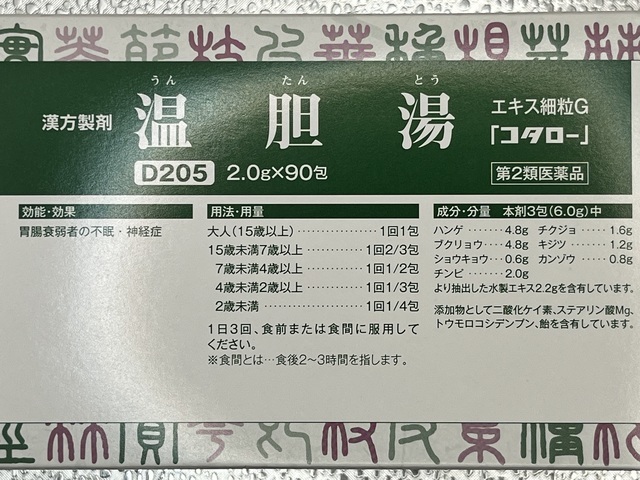 うん たん とう
漢方製剤 温胆湯 エキス細粒G
「コタロー」
D205 2.0g×90包 第2類医薬品
効能・効果
胃腸衰弱者の不眠・神経症
用法・用量
大人(15歳以上)……………1回1包
15歳未満7歳以上…………1回2/3包
7歳未満4歳以上…………1回1/2包
4歳未満2歳以上…………1回1/3包
2歳未満……………………1回1/4包
1日3回、食前または食間に服用して
ください。
※食間とは…食後2〜3時間を指します。
成分・分量 本剤3包(6.0g)中
ハンゲ………4.8g チクジョ……1.6g
ブクリョウ……4.8g キジツ………1.2g
ショウキョウ…0.6g カンゾウ……0.8g
チンピ………2.0g
より抽出した水製エキス2.2gを含有しています。
添加物として二酸化ケイ素、ステアリン酸Mg、
トウモロコシデンプン、飴を含有しています。